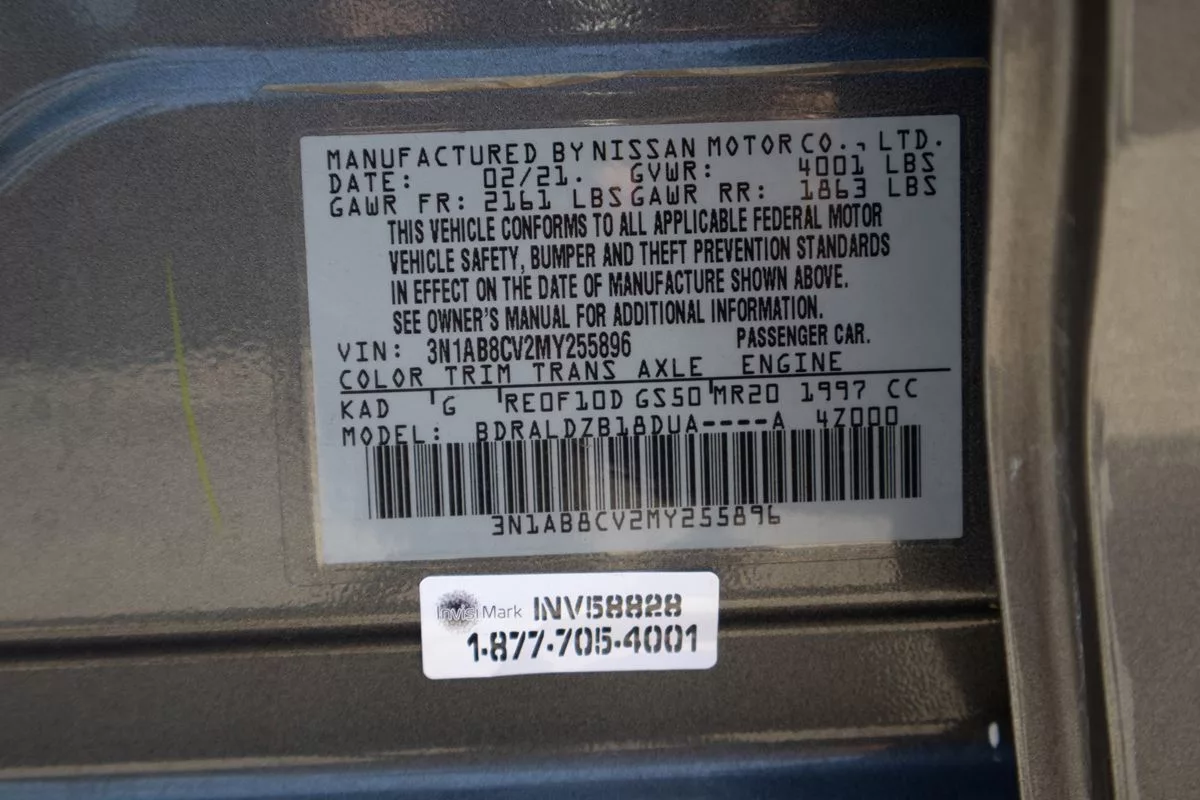 MANUFACTURED BY NISSAN MOTOR CO., LTD.
DATE: 02/21. GVWR: 4001 LBS
GAWR FR: 2161 LBS GAWR RR: 1863 LBS
THIS VEHICLE CONFORMS TO ALL APPLICABLE FEDERAL MOTOR
VEHICLE SAFETY, BUMPER AND THEFT PREVENTION STANDARDS
IN EFFECT ON THE DATE OF MANUFACTURE SHOWN ABOVE.
SEE OWNER'S MANUAL FOR ADDITIONAL INFORMATION.
VIN: 3N1AB8CV2MY255896 PASSENGER CAR.
COLOR TRIM TRANS AXLE ENGINE
KAD G RE0F10D GS50 MR20 1997 CC
MODEL: BDRALDZB18DUA----A 4Z000
3N1AB8CV2MY255896
InvisiMark INV58828
1-877-705-4001